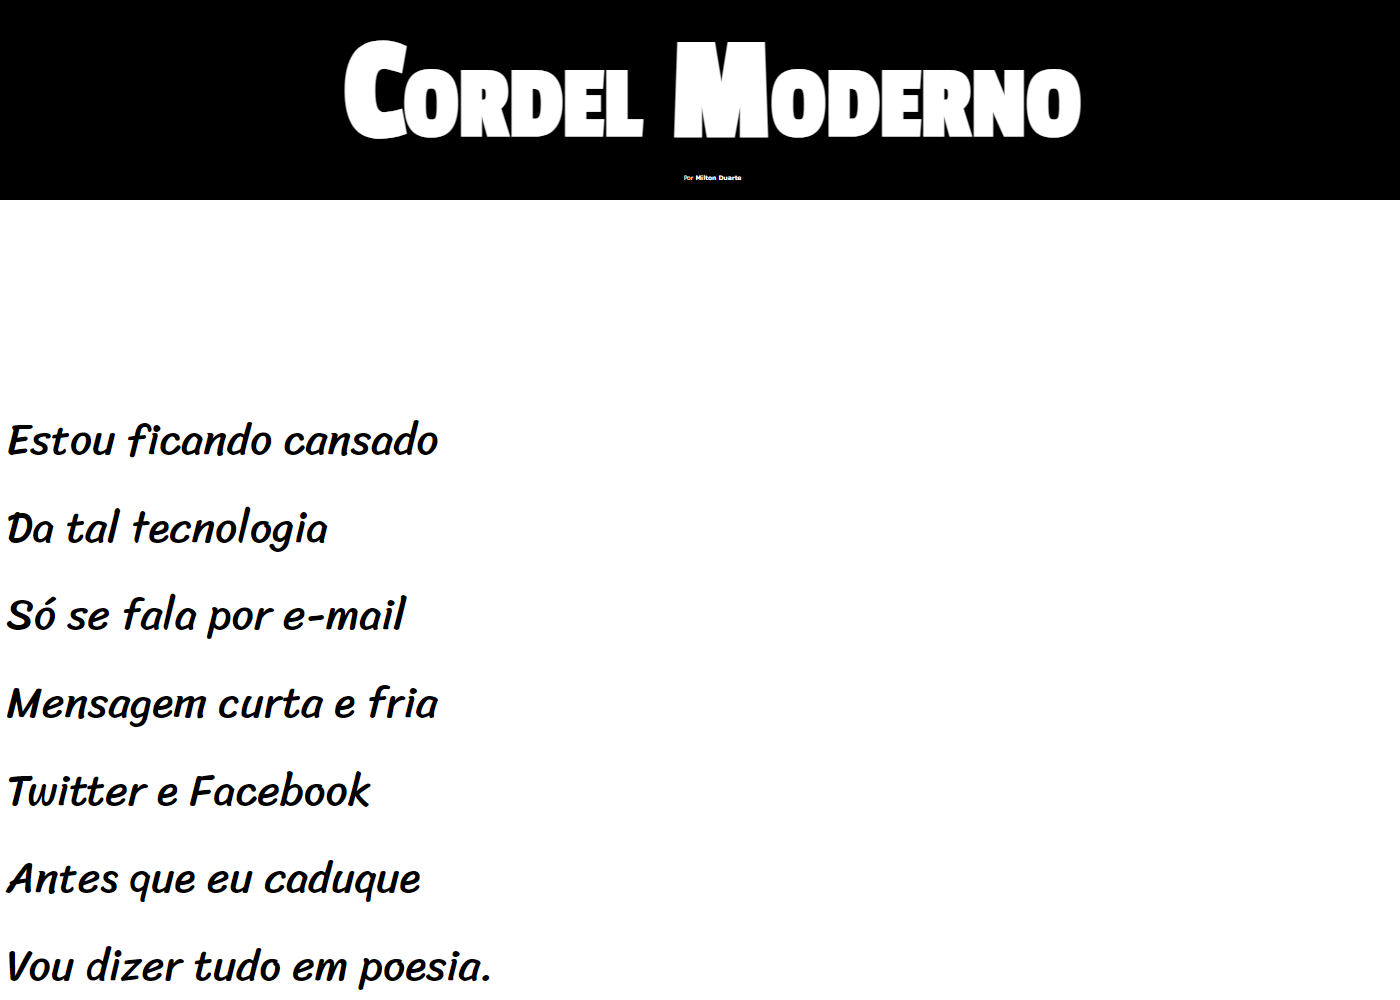 Cordel Moderno
Por Milton Duarte
Estou ficando cansado
Da tal tecnologia
Só se fala por e-mail
Mensagem curta e fria
Twitter e Facebook
Antes que eu caduque
Vou dizer tudo em poesia.